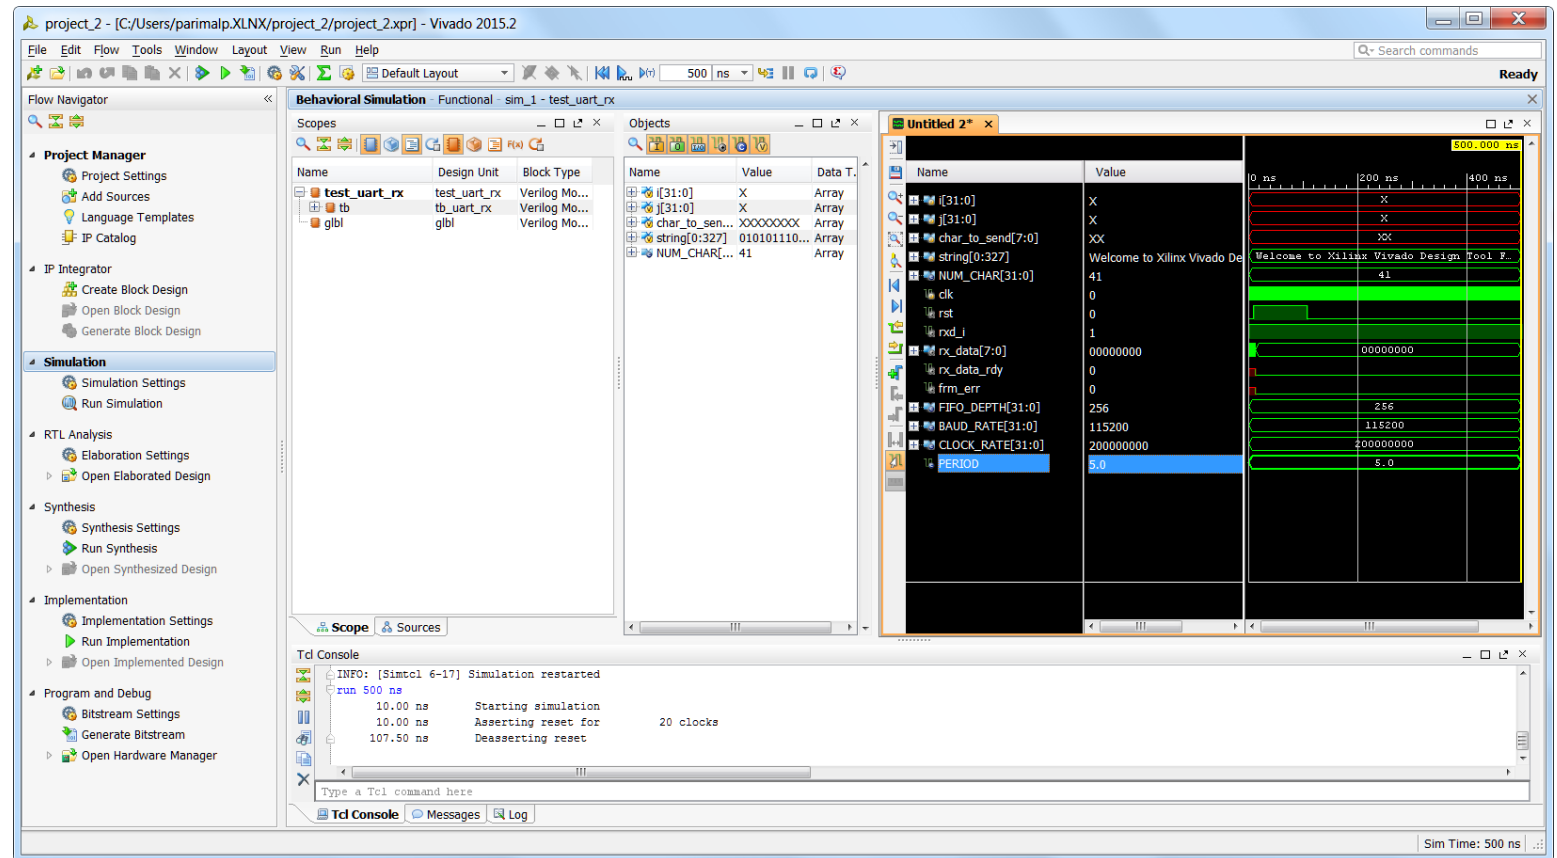 project_2 - [C:/Users/parimalp.XLNX/project_2/project_2.xpr] - Vivado 2015.2
File Edit Flow Tools Window Layout View Run Help
Search commands
Default Layout
500 ns
Ready
Flow Navigator
Project Manager
Project Settings
Add Sources
Language Templates
IP Catalog
IP Integrator
Create Block Design
Open Block Design
Generate Block Design
Simulation
Simulation Settings
Run Simulation
RTL Analysis
Elaboration Settings
Open Elaborated Design
Synthesis
Synthesis Settings
Run Synthesis
Open Synthesized Design
Implementation
Implementation Settings
Run Implementation
Open Implemented Design
Program and Debug
Bitstream Settings
Generate Bitstream
Open Hardware Manager
Behavioral Simulation - Functional - sim_1 - test_uart_rx
Scopes
Name Design Unit Block Type
test_uart_rx test_uart_rx Verilog Mo...
tb tb_uart_rx Verilog Mo...
glbl glbl Verilog Mo...
Scope Sources
Objects
Name Value Data T.
i[31:0] X Array
j[31:0] X Array
char_to_sen... XXXXXXXX Array
string[0:327] 010101110... Array
NUM_CHAR[... 41 Array
Untitled 2*
500.000 ns
Name Value 0 ns 200 ns 400 ns
i[31:0] X X
j[31:0] X X
char_to_send[7:0] XX XX
string[0:327] Welcome to Xilinx Vivado De Welcome to Xilinx Vivado Design Tool F...
NUM_CHAR[31:0] 41 41
clk 0
rst 0
rxd_i 1
rx_data[7:0] 00000000 00000000
rx_data_rdy 0
frm_err 0
FIFO_DEPTH[31:0] 256 256
BAUD_RATE[31:0] 115200 115200
CLOCK_RATE[31:0] 200000000 200000000
PERIOD 5.0 5.0
Tcl Console
INFO: [Simtcl 6-17] Simulation restarted
run 500 ns
10.00 ns Starting simulation
10.00 ns Asserting reset for 20 clocks
107.50 ns Deasserting reset
Type a Tcl command here
Tcl Console Messages Log
Sim Time: 500 ns